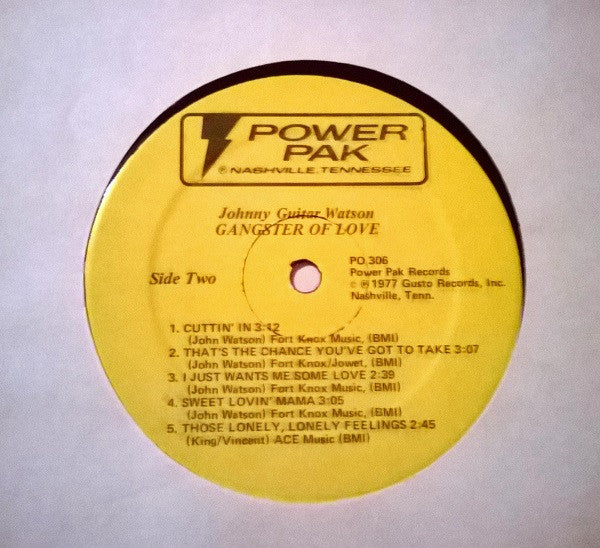 POWER
PAK
℗ NASHVILLE, TENNESSEE
Johnny Guitar Watson
GANGSTER OF LOVE
Side Two
PO 306
Power Pak Records
© ℗ 1977 Gusto Records, Inc.
Nashville, Tenn.
1. CUTTIN' IN 3:12
(John Watson) Fort Knox Music, (BMI)
2. THAT'S THE CHANCE YOU'VE GOT TO TAKE 3:07
(John Watson) Fort Knox/Jowet, (BMI)
3. I JUST WANTS ME SOME LOVE 2:39
(John Watson) Fort Knox Music, (BMI)
4. SWEET LOVIN' MAMA 3:05
(John Watson) Fort Knox Music, (BMI)
5. THOSE LONELY, LONELY FEELINGS 2:45
(King/Vincent) ACE Music (BMI)